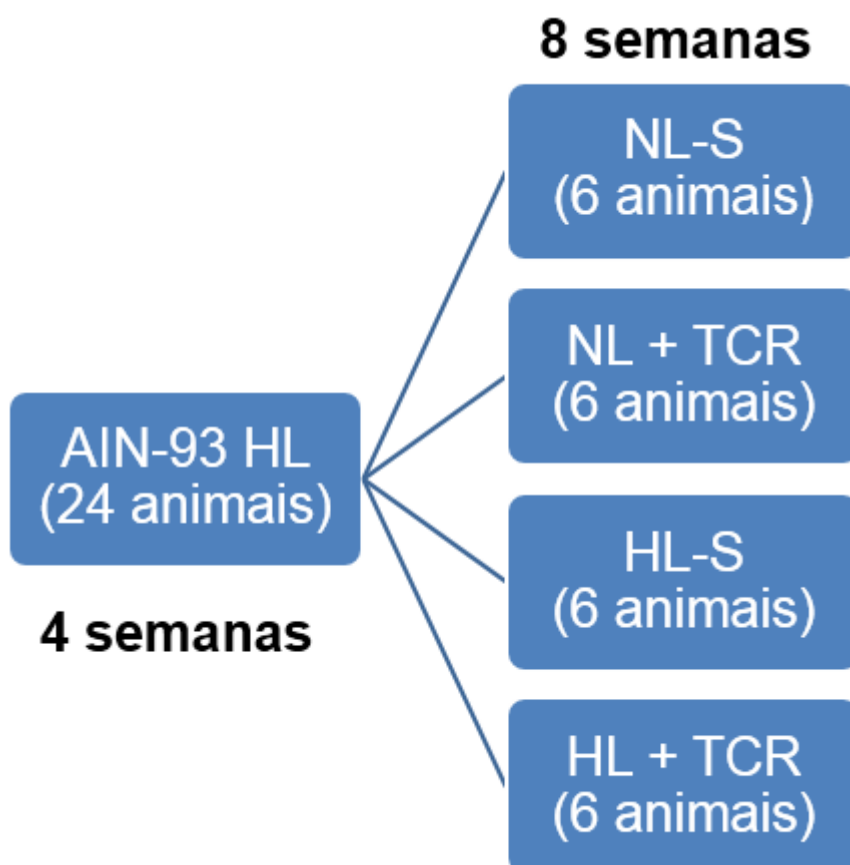 8 semanas
NL-S
(6 animais)
NL + TCR
(6 animais)
AIN-93 HL
(24 animais)
HL-S
(6 animais)
4 semanas
HL + TCR
(6 animais)